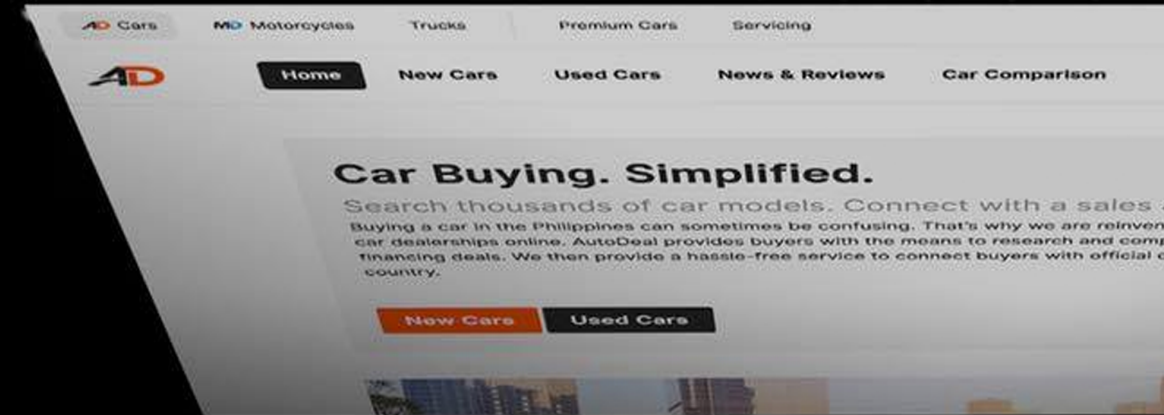 AD Cars MD Motorcycles Trucks Premium Cars Servicing
AD Home New Cars Used Cars News & Reviews Car Comparison
Car Buying. Simplified.
Search thousands of car models. Connect with a sales
Buying a car in the Philippines can sometimes be confusing. That's why we are
car dealerships online. AutoDeal provides buyers with the means to research and
financing deals. We then provide a hassle-free service to connect buyers with official
country.
New Cars Used Cars